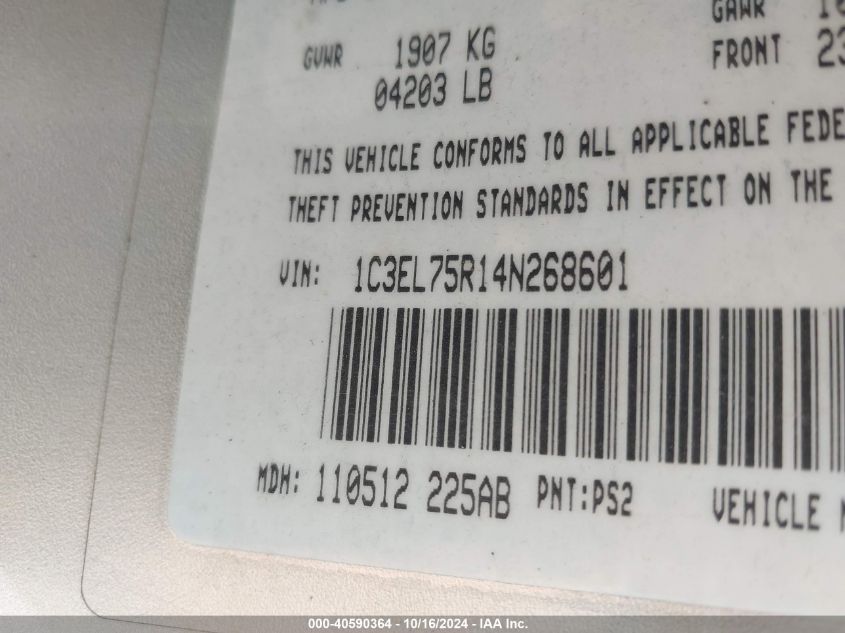 GVWR 1907 KG
04203 LB
GAWR
FRONT
THIS VEHICLE CONFORMS TO ALL APPLICABLE
THEFT PREVENTION STANDARDS IN EFFECT ON THE
VIN: 1C3EL75R14N268601
MDH: 110512 225AB PNT:PS2 VEHICLE
000-40590364 - 10/16/2024 - IAA Inc.